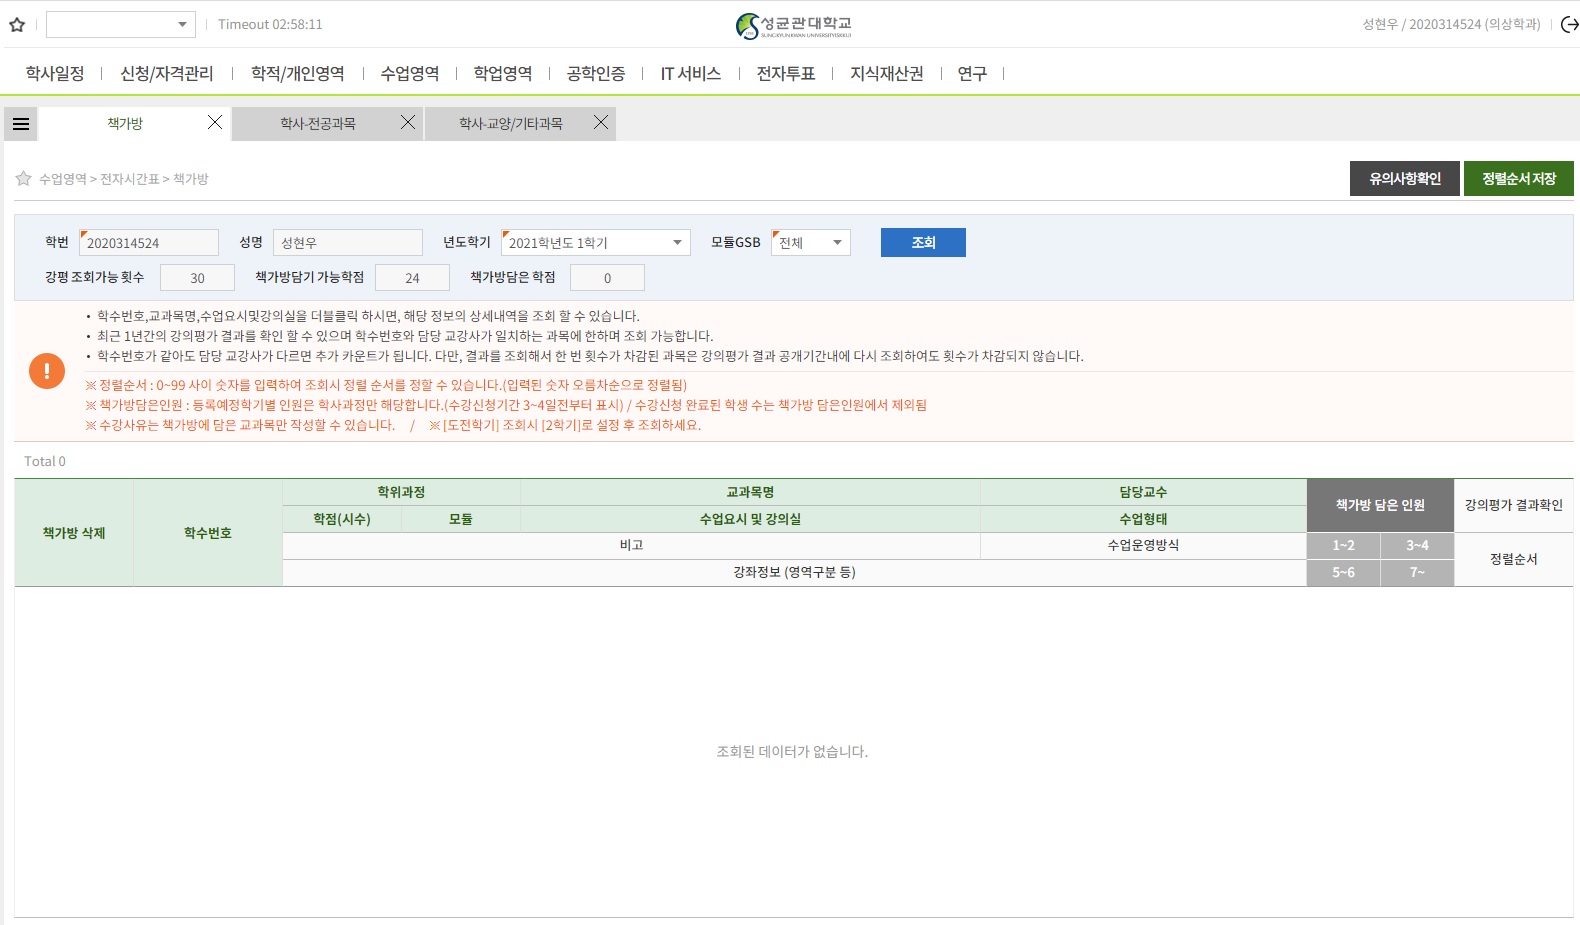 Timeout 02:58:11
성균관대학교
SUNGKYUNKWAN UNIVERSITY(SKKU)
성현우 / 2020314524 (의상학과)
학사일정 | 신청/자격관리 | 학적/개인영역 | 수업영역 | 학업영역 | 공학인증 | IT 서비스 | 전자투표 | 지식재산권 | 연구 |
책가방 학사-전공과목 학사-교양/기타과목
수업영역 > 전자시간표 > 책가방
유의사항확인 정렬순서 저장
학번 2020314524 성명 성현우 년도학기 2021학년도 1학기 모듈GSB 전체 조회
강평 조회가능 횟수 30 책가방담기 가능학점 24 책가방담은 학점 0
• 학수번호,교과목명,수업요시및강의실을 더블클릭 하시면, 해당 정보의 상세내역을 조회 할 수 있습니다.
• 최근 1년간의 강의평가 결과를 확인 할 수 있으며 학수번호와 담당 교강사가 일치하는 과목에 한하며 조회 가능합니다.
• 학수번호가 같아도 담당 교강사가 다르면 추가 카운트가 됩니다. 다만, 결과를 조회해서 한 번 횟수가 차감된 과목은 강의평가 결과 공개기간내에 다시 조회하여도 횟수가 차감되지 않습니다.
※ 정렬순서 : 0~99 사이 숫자를 입력하여 조회시 정렬 순서를 정할 수 있습니다.(입력된 숫자 오름차순으로 정렬됨)
※ 책가방담은인원 : 등록예정학기별 인원은 학사과정만 해당합니다.(수강신청기간 3~4일전부터 표시) / 수강신청 완료된 학생 수는 책가방 담은인원에서 제외됨
※ 수강사유는 책가방에 담은 교과목만 작성할 수 있습니다. / ※ [도전학기] 조회시 [2학기]로 설정 후 조회하세요.
Total 0
책가방 삭제 학수번호 학위과정 교과목명 담당교수 책가방 담은 인원 강의평가 결과확인
학점(시수) 모듈 수업요시 및 강의실 수업형태
비고 수업운영방식 1~2 3~4 정렬순서
강좌정보 (영역구분 등) 5~6 7~
조회된 데이터가 없습니다.